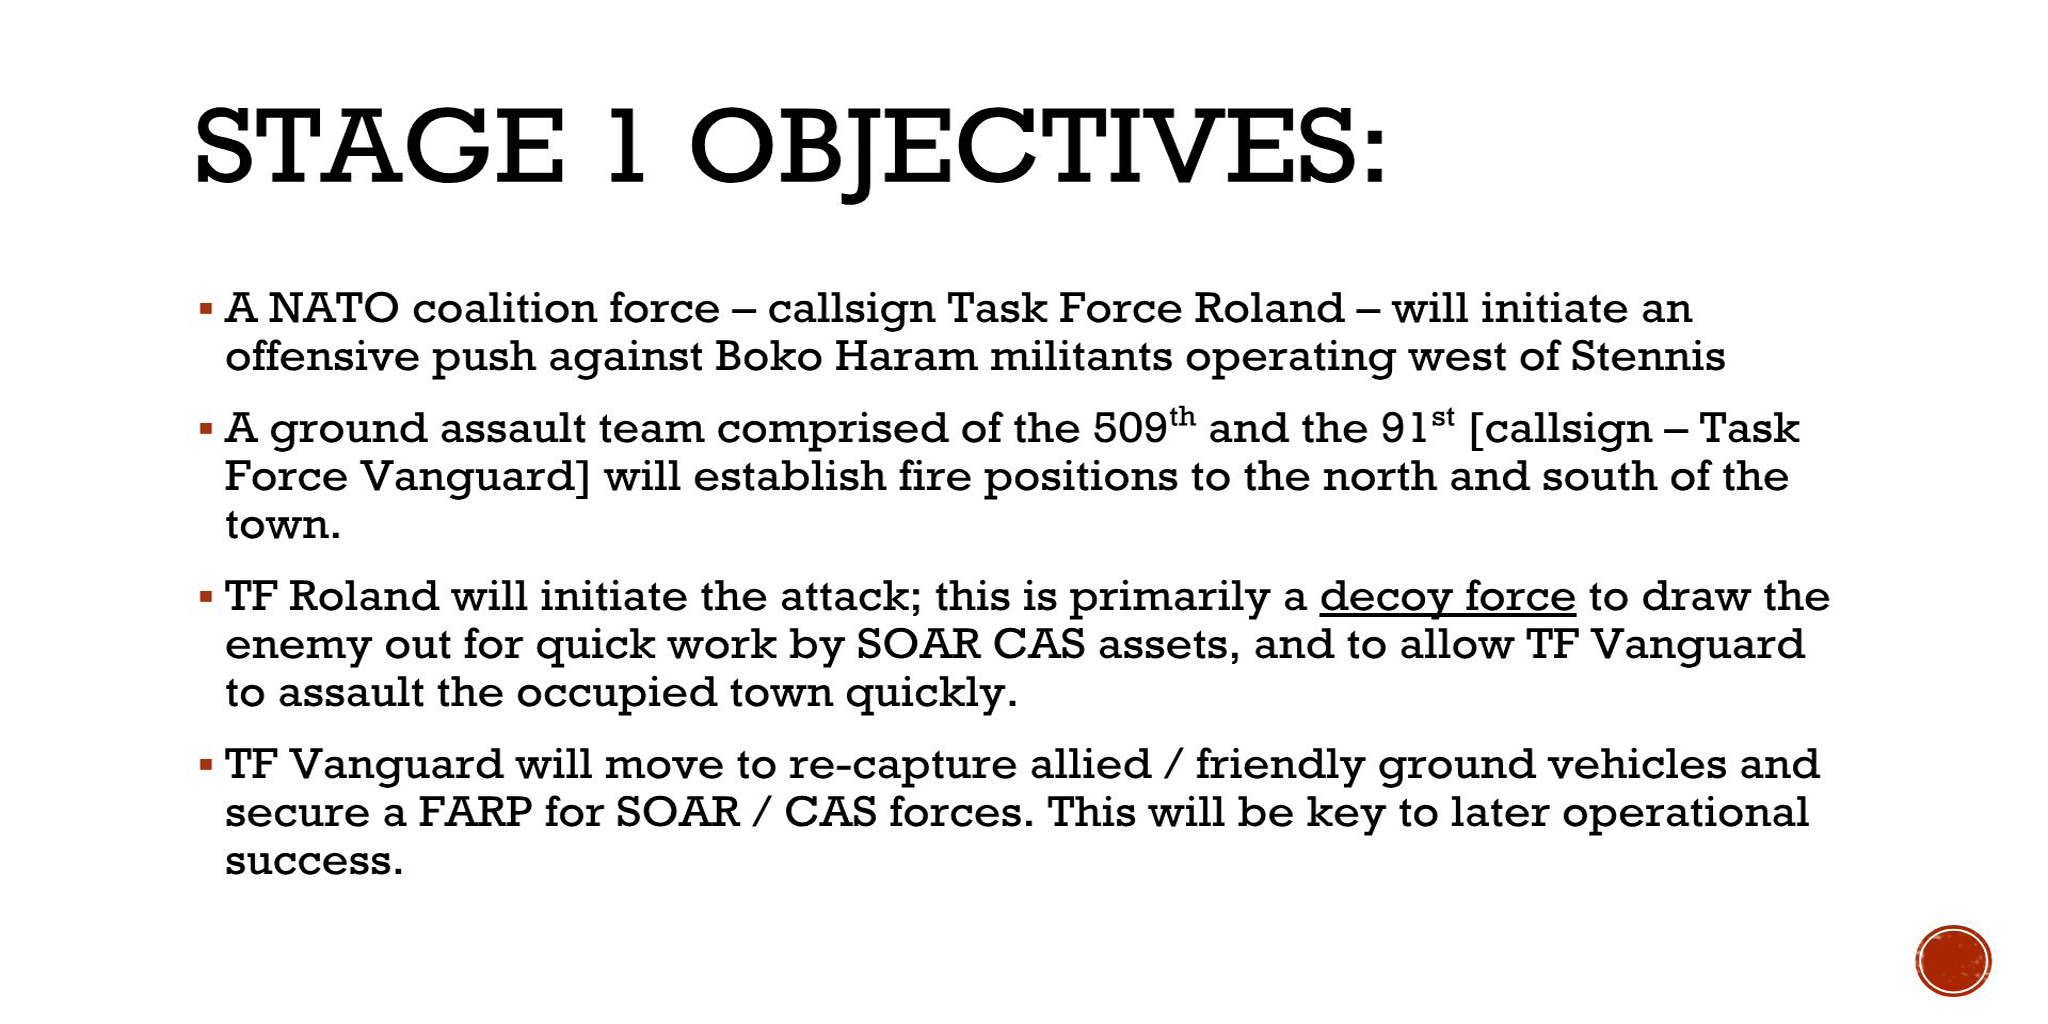 STAGE 1 OBJECTIVES:
▪ A NATO coalition force – callsign Task Force Roland – will initiate an
offensive push against Boko Haram militants operating west of Stennis
▪ A ground assault team comprised of the 509th and the 91st [callsign – Task
Force Vanguard] will establish fire positions to the north and south of the
town.
▪ TF Roland will initiate the attack; this is primarily a decoy force to draw the
enemy out for quick work by SOAR CAS assets, and to allow TF Vanguard
to assault the occupied town quickly.
▪ TF Vanguard will move to re-capture allied / friendly ground vehicles and
secure a FARP for SOAR / CAS forces. This will be key to later operational
success.